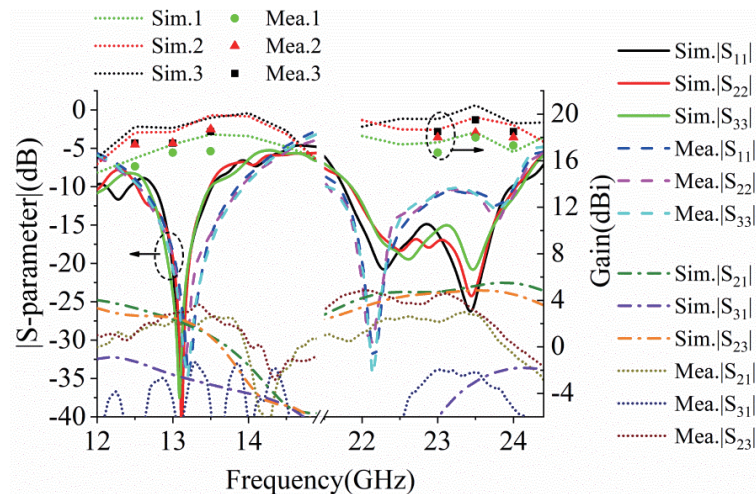 Sim.1
Mea.1
Sim.2
Mea.2
Sim.3
Mea.3
|S-parameter|(dB)
0
-5
-10
-15
-20
-25
-30
-35
-40
12
13
14
22
23
24
Frequency(GHz)
20
16
12
8
4
0
-4
Gain(dBi)
Sim.|S11|
Sim.|S22|
Sim.|S33|
Mea.|S11|
Mea.|S22|
Mea.|S33|
Sim.|S21|
Sim.|S31|
Sim.|S23|
Mea.|S21|
Mea.|S31|
Mea.|S23|